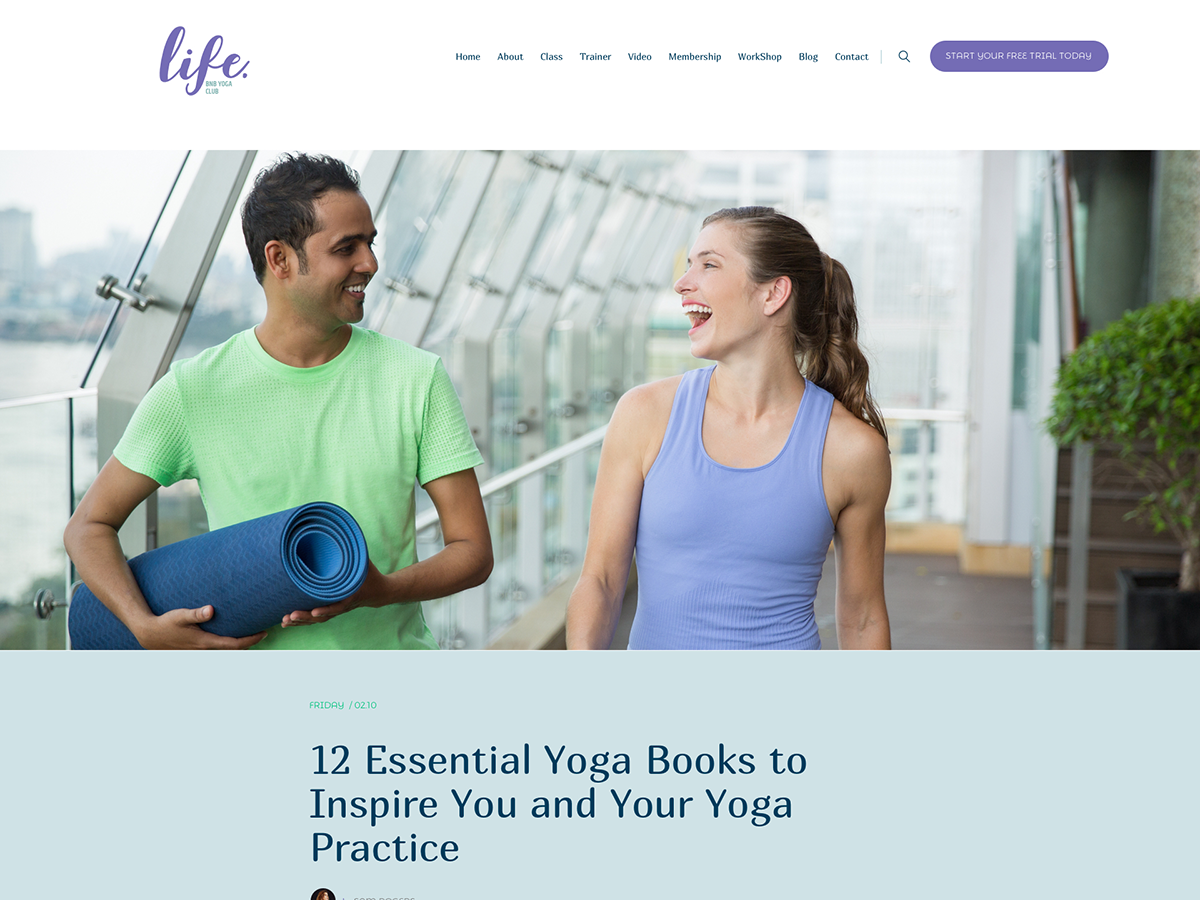 life.
BNB YOGA
CLUB
Home About Class Trainer Video Membership WorkShop Blog Contact
START YOUR FREE TRIAL TODAY
FRIDAY / 02.10
12 Essential Yoga Books to
Inspire You and Your Yoga
Practice